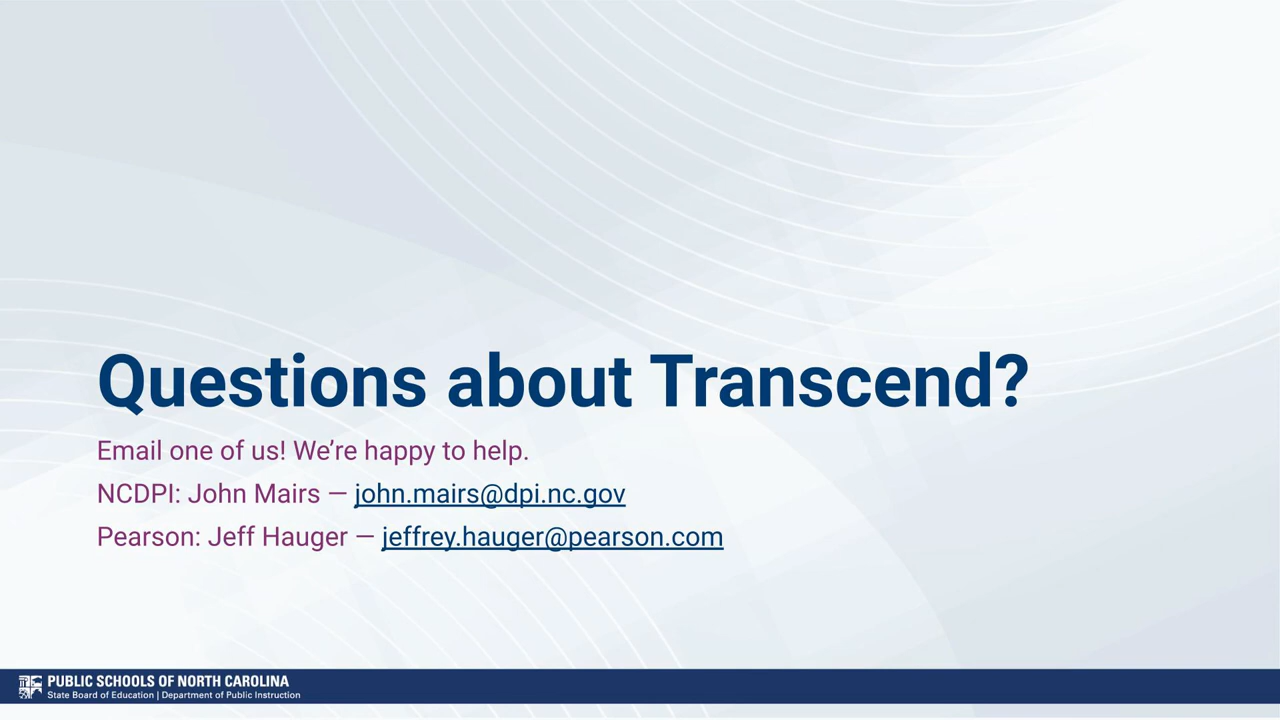 Questions about Transcend?
Email one of us! We’re happy to help.
NCDPI: John Mairs — john.mairs@dpi.nc.gov
Pearson: Jeff Hauger — jeffrey.hauger@pearson.com
PUBLIC SCHOOLS OF NORTH CAROLINA
State Board of Education | Department of Public Instruction